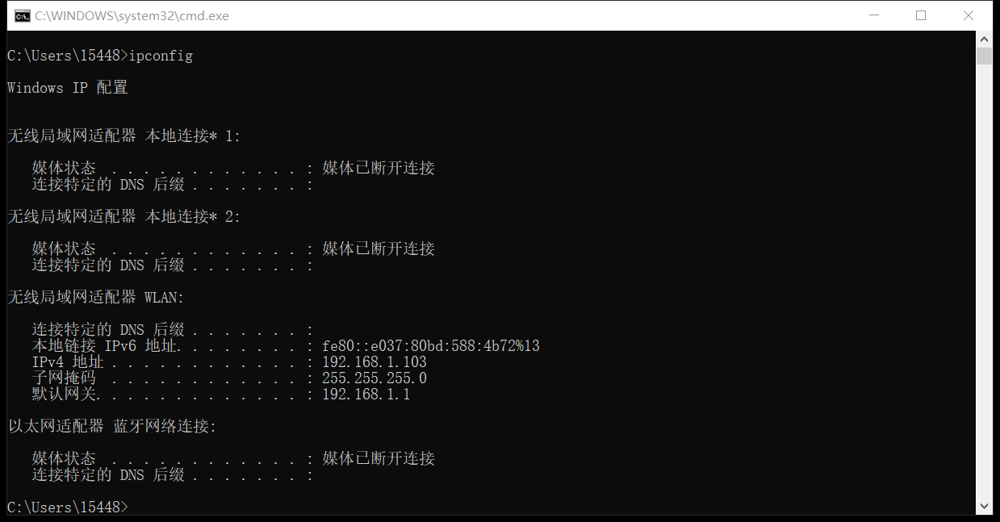 C:\WINDOWS\system32\cmd.exe
C:\Users\15448>ipconfig
Windows IP 配置
无线局域网适配器 本地连接* 1:
媒体状态  . . . . . . . . . . . . : 媒体已断开连接
连接特定的 DNS 后缀 . . . . . . . :
无线局域网适配器 本地连接* 2:
媒体状态  . . . . . . . . . . . . : 媒体已断开连接
连接特定的 DNS 后缀 . . . . . . . :
无线局域网适配器 WLAN:
连接特定的 DNS 后缀 . . . . . . . :
本地链接 IPv6 地址. . . . . . . . : fe80::e037:80bd:588:4b72%13
IPv4 地址 . . . . . . . . . . . . : 192.168.1.103
子网掩码  . . . . . . . . . . . . : 255.255.255.0
默认网关. . . . . . . . . . . . . : 192.168.1.1
以太网适配器 蓝牙网络连接:
媒体状态  . . . . . . . . . . . . : 媒体已断开连接
连接特定的 DNS 后缀 . . . . . . . :
C:\Users\15448>